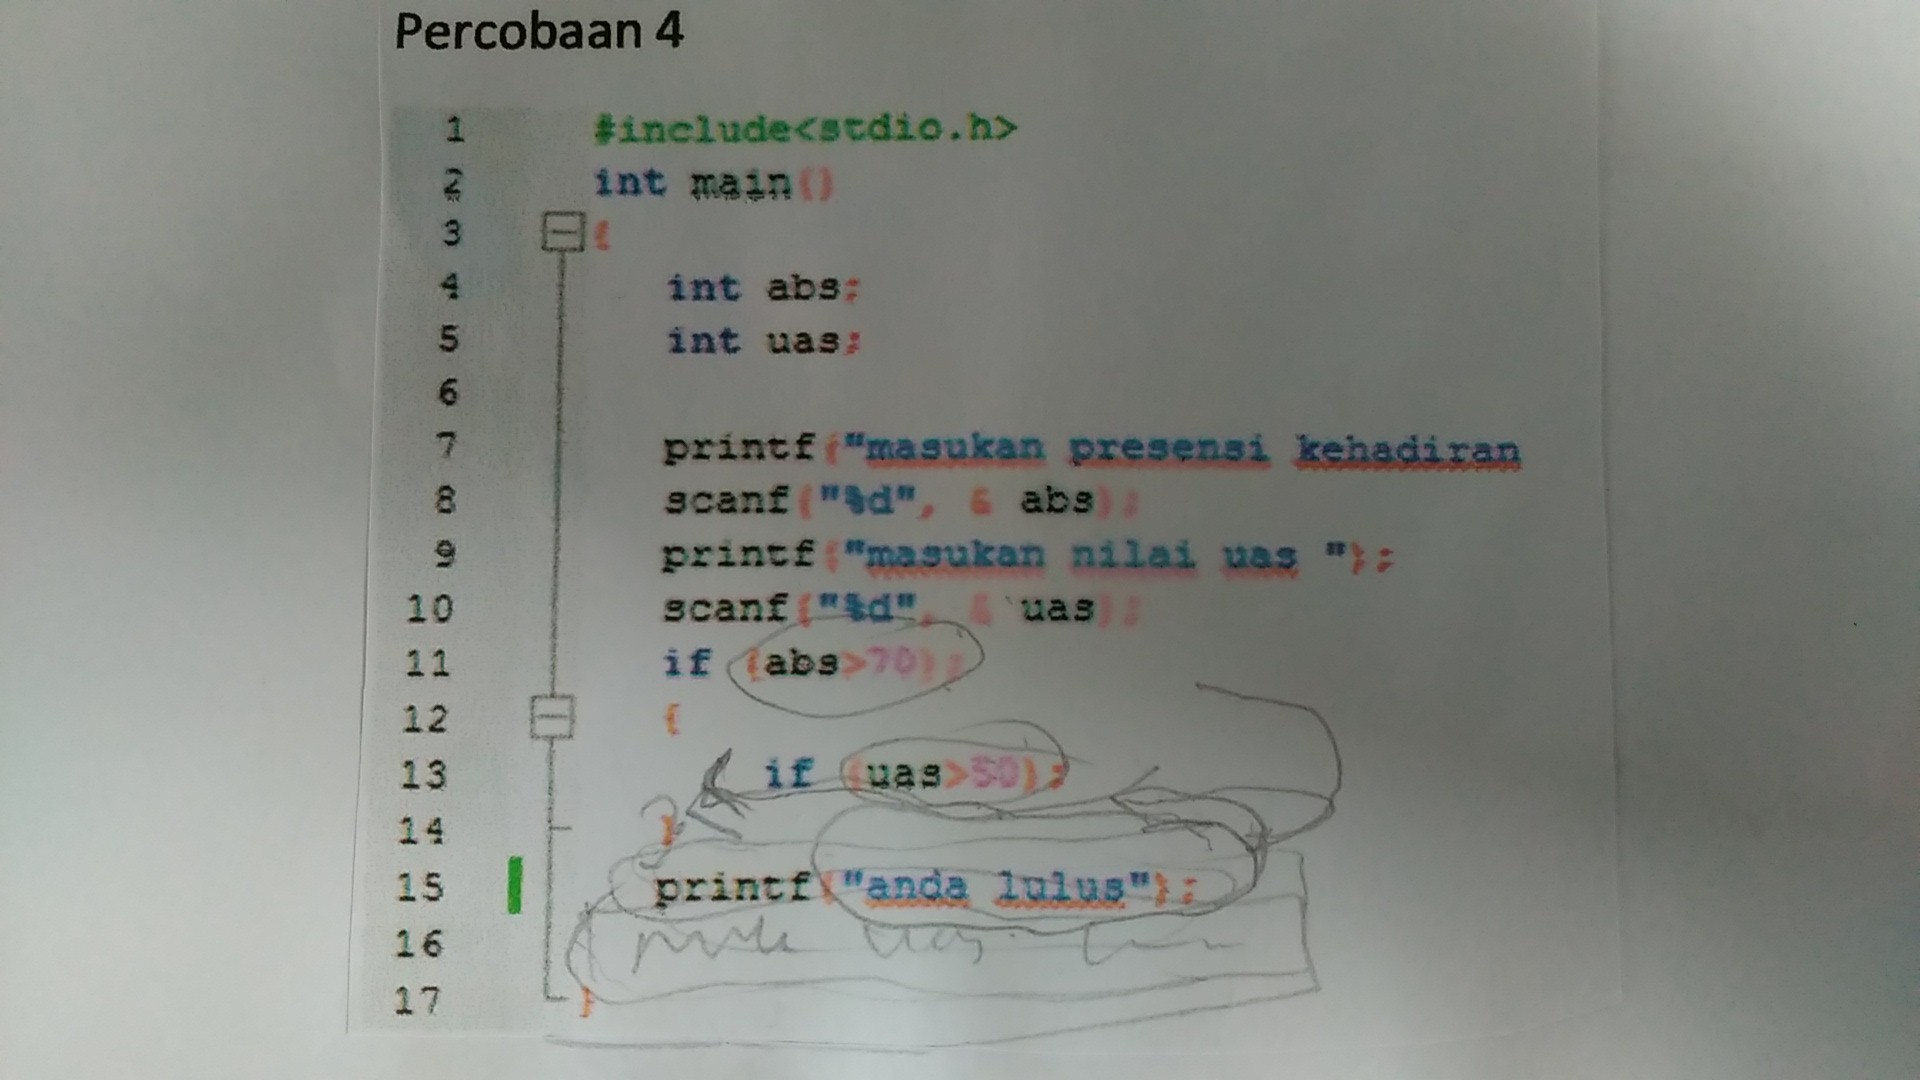 Percobaan 4
1 #include<stdio.h>
2 int main()
3 {
4 int abs;
5 int uas;
6
7 printf("masukan presensi kehadiran
8 scanf("%d", & abs);
9 printf("masukan nilai uas ");
10 scanf("%d", & uas);
11 if (abs>70);
12 {
13 if (uas>50);
14 }
15 printf("anda lulus");
16
17 }